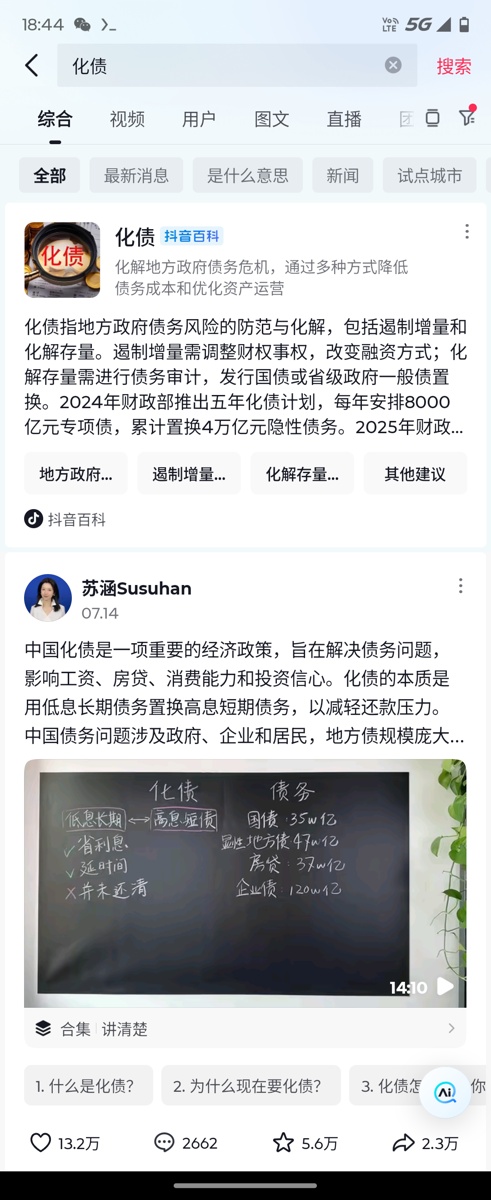 18:44
Vo)) LTE 5G
化债
搜索
综合 视频 用户 图文 直播 团
全部 最新消息 是什么意思 新闻 试点城市
化债
化债 抖音百科
化解地方政府债务危机，通过多种方式降低
债务成本和优化资产运营
化债指地方政府债务风险的防范与化解，包括遏制增量和
化解存量。遏制增量需调整财权事权，改变融资方式；化
解存量需进行债务审计，发行国债或省级政府一般债置
换。2024年财政部推出五年化债计划，每年安排8000
亿元专项债，累计置换4万亿元隐性债务。2025年财政...
地方政府... 遏制增量... 化解存量... 其他建议
抖音百科
苏涵Susuhan
07.14
中国化债是一项重要的经济政策，旨在解决债务问题，
影响工资、房贷、消费能力和投资信心。化债的本质是
用低息长期债务置换高息短期债务，以减轻还款压力。
中国债务问题涉及政府、企业和居民，地方债规模庞大...
化债 债务
低息长期 高息短债 国债：35w亿
省利息 显性地方债47w亿
延时间 房贷：37w亿
并未还清 企业债：120w亿
14:10
合集 讲清楚
1. 什么是化债？ 2. 为什么现在要化债？ 3. 化债怎 你
Ai
13.2万 2662 5.6万 2.3万